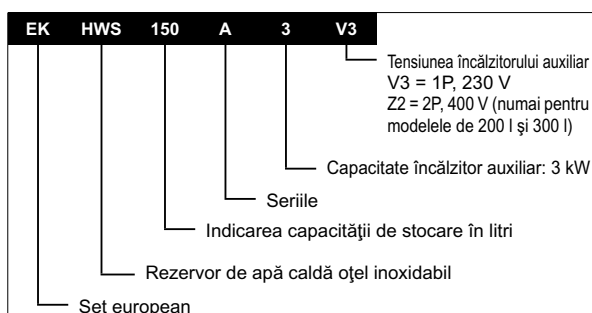 EK HWS 150 A 3 V3
Tensiunea încălzitorului auxiliar
V3 = 1P, 230 V
Z2 = 2P, 400 V (numai pentru
modelele de 200 l şi 300 l)
Capacitate încălzitor auxiliar: 3 kW
Seriile
Indicarea capacităţii de stocare în litri
Rezervor de apă caldă oţel inoxidabil
Set european